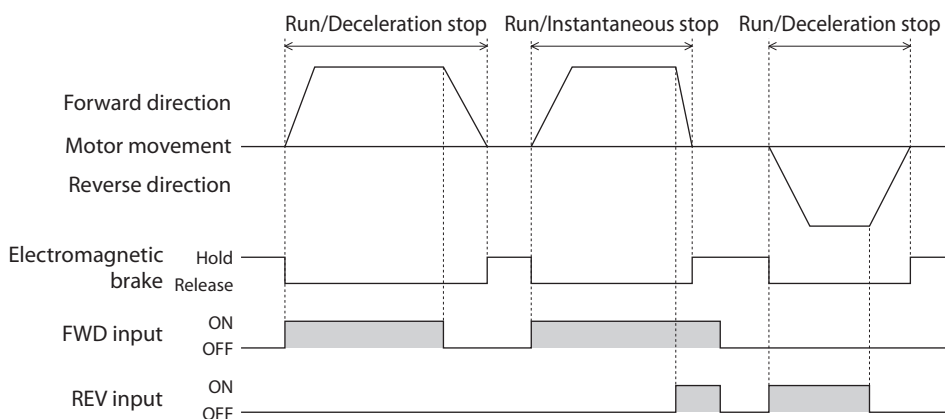 Run/Deceleration stop Run/Instantaneous stop Run/Deceleration stop
Forward direction
Motor movement
Reverse direction
Electromagnetic brake
Hold
Release
FWD input
ON
OFF
REV input
ON
OFF